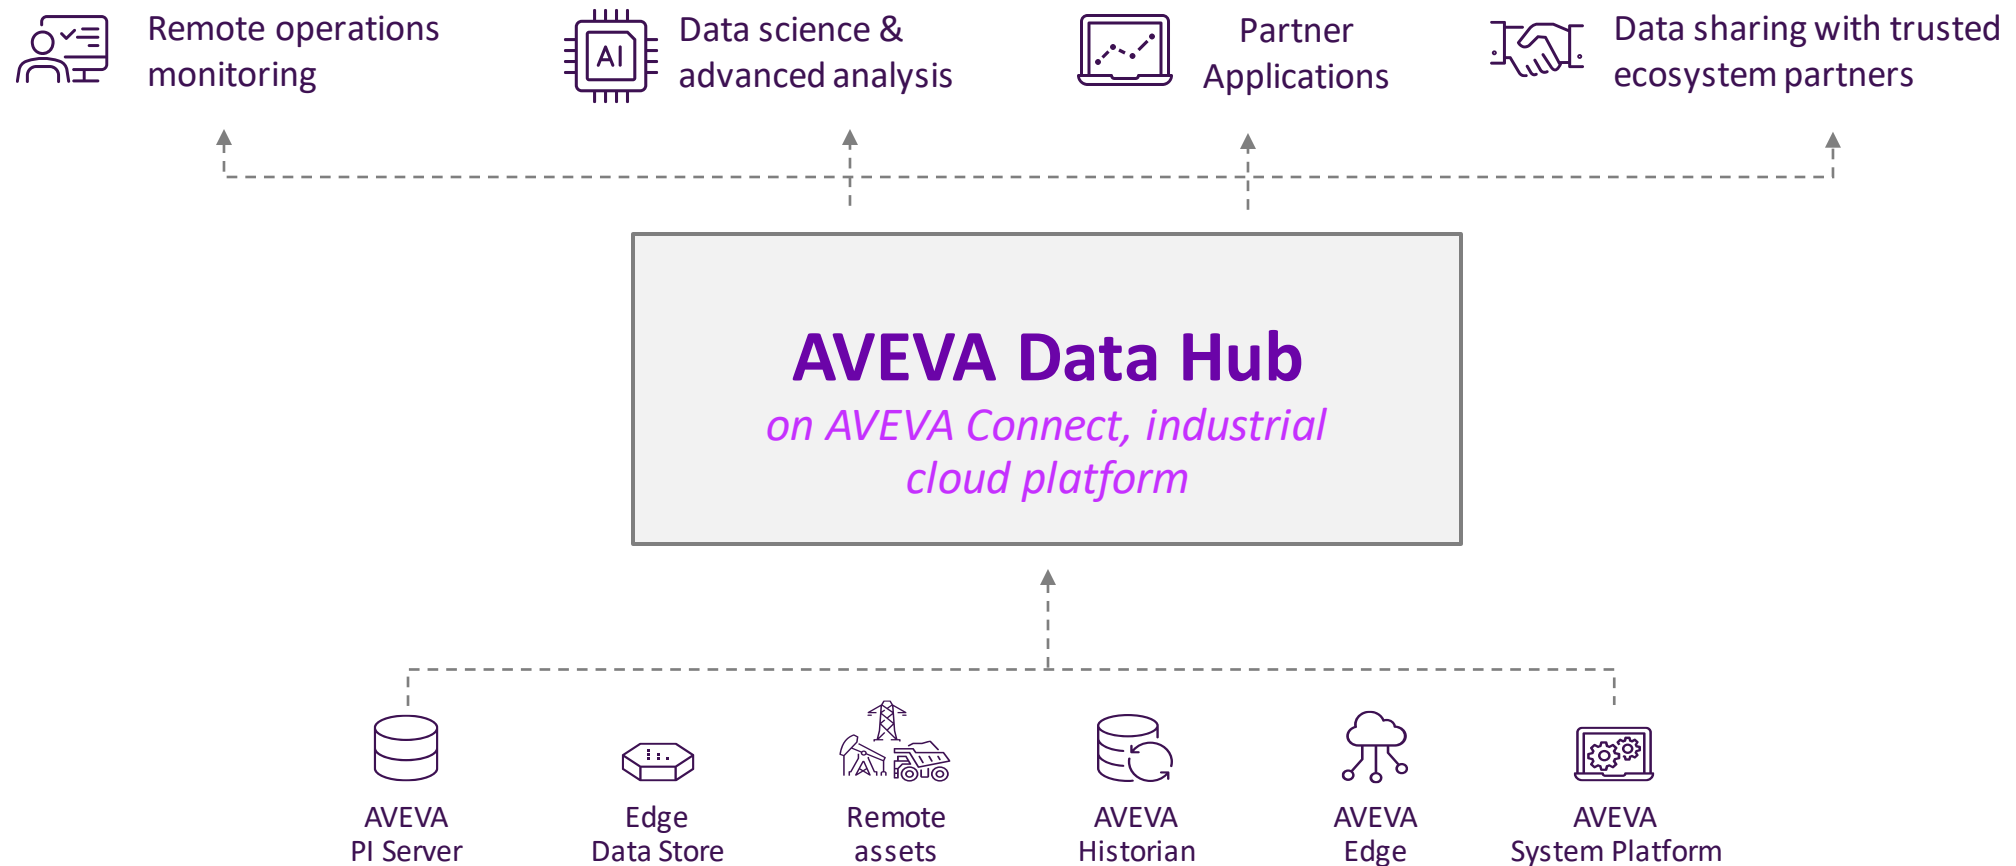 Remote operations
monitoring
AI
Data science &
advanced analysis
Partner
Applications
Data sharing with trusted
ecosystem partners
AVEVA Data Hub
on AVEVA Connect, industrial
cloud platform
AVEVA
PI Server
Edge
Data Store
Remote
assets
AVEVA
Historian
AVEVA
Edge
AVEVA
System Platform